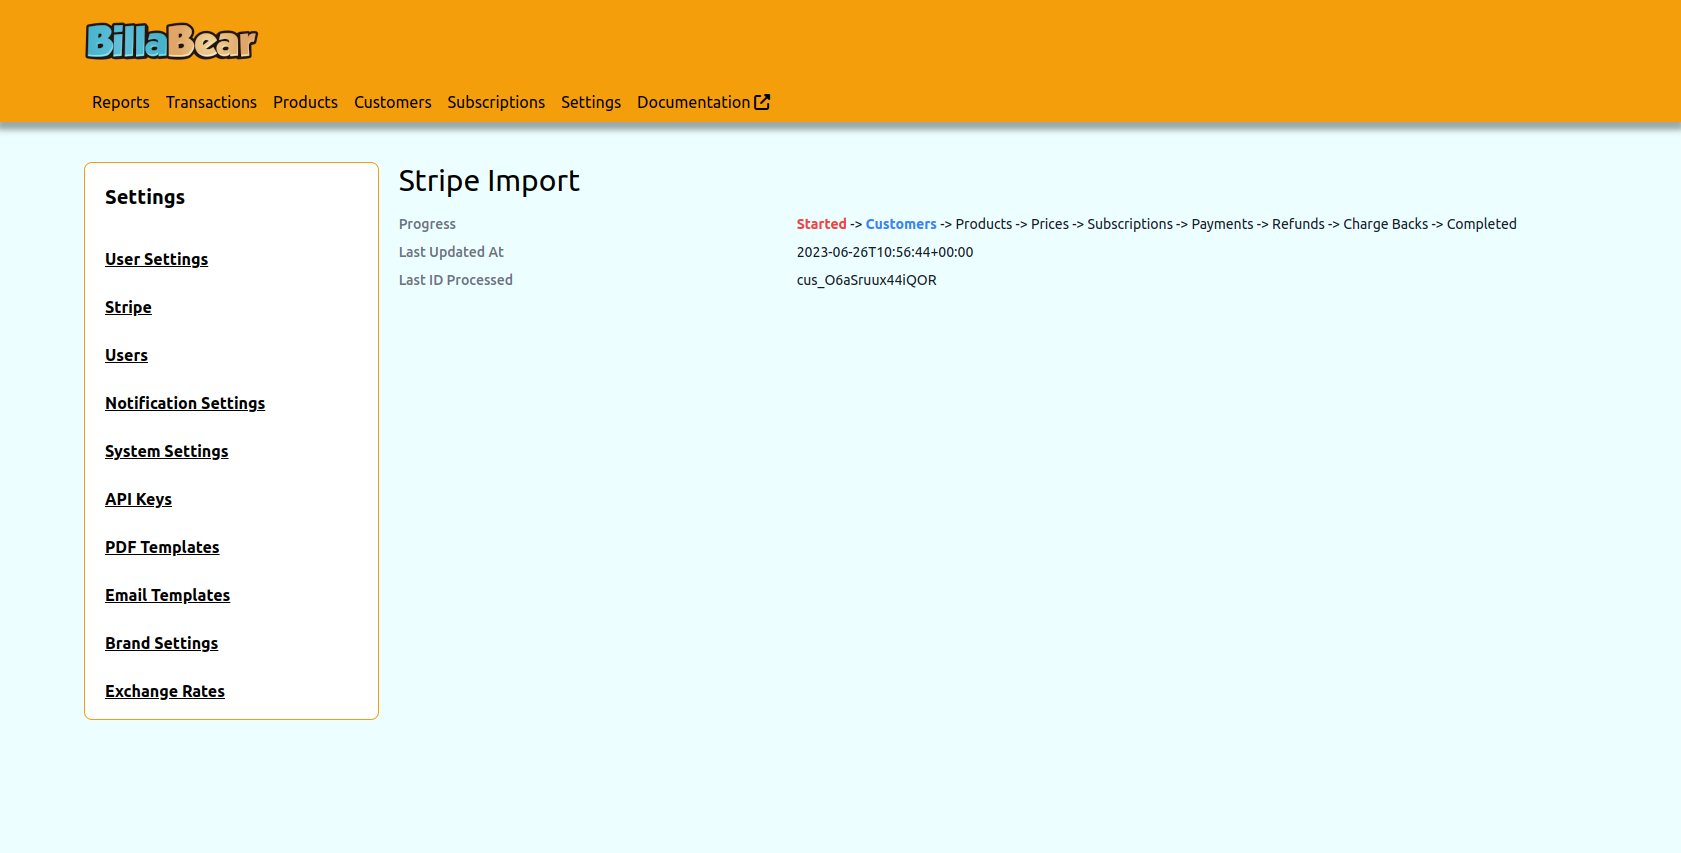 BillaBear
Reports Transactions Products Customers Subscriptions Settings Documentation
Settings
User Settings
Stripe
Users
Notification Settings
System Settings
API Keys
PDF Templates
Email Templates
Brand Settings
Exchange Rates
Stripe Import
Progress Started -> Customers -> Products -> Prices -> Subscriptions -> Payments -> Refunds -> Charge Backs -> Completed
Last Updated At 2023-06-26T10:56:44+00:00
Last ID Processed cus_O6aSruux44iQOR